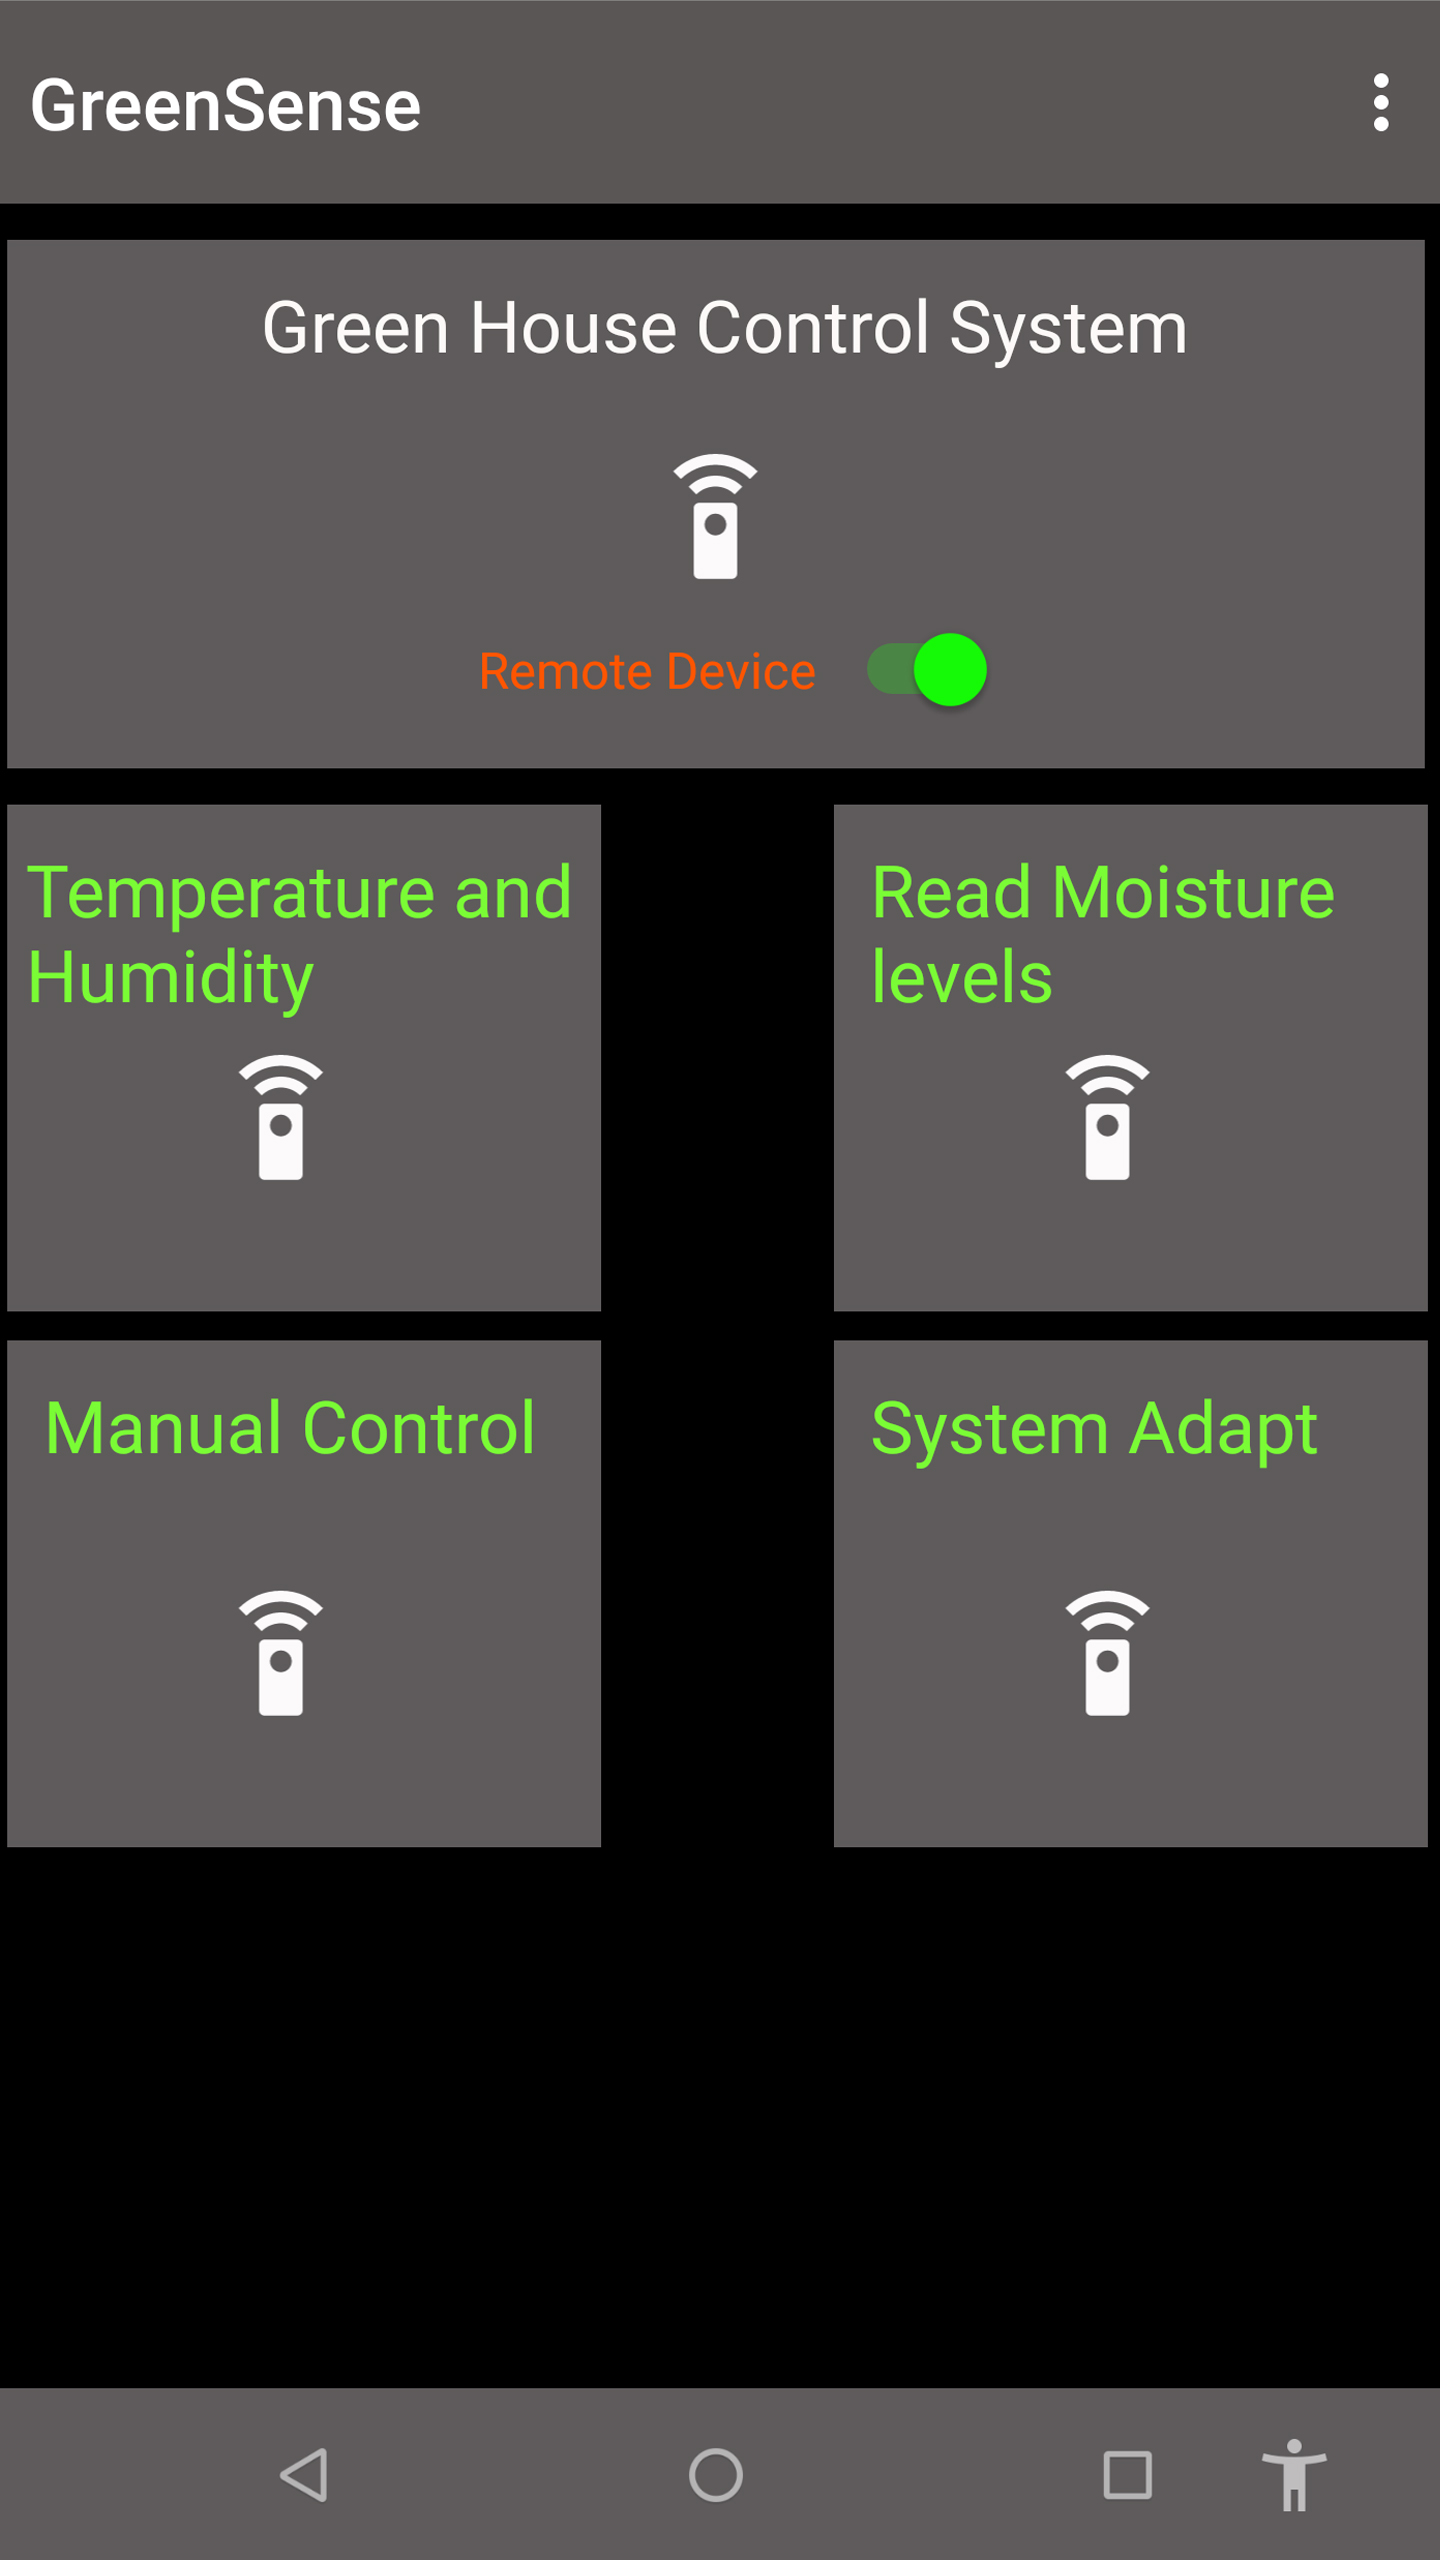 GreenSense
Green House Control System
Remote Device
Temperature and
Humidity
Read Moisture
levels
Manual Control
System Adapt